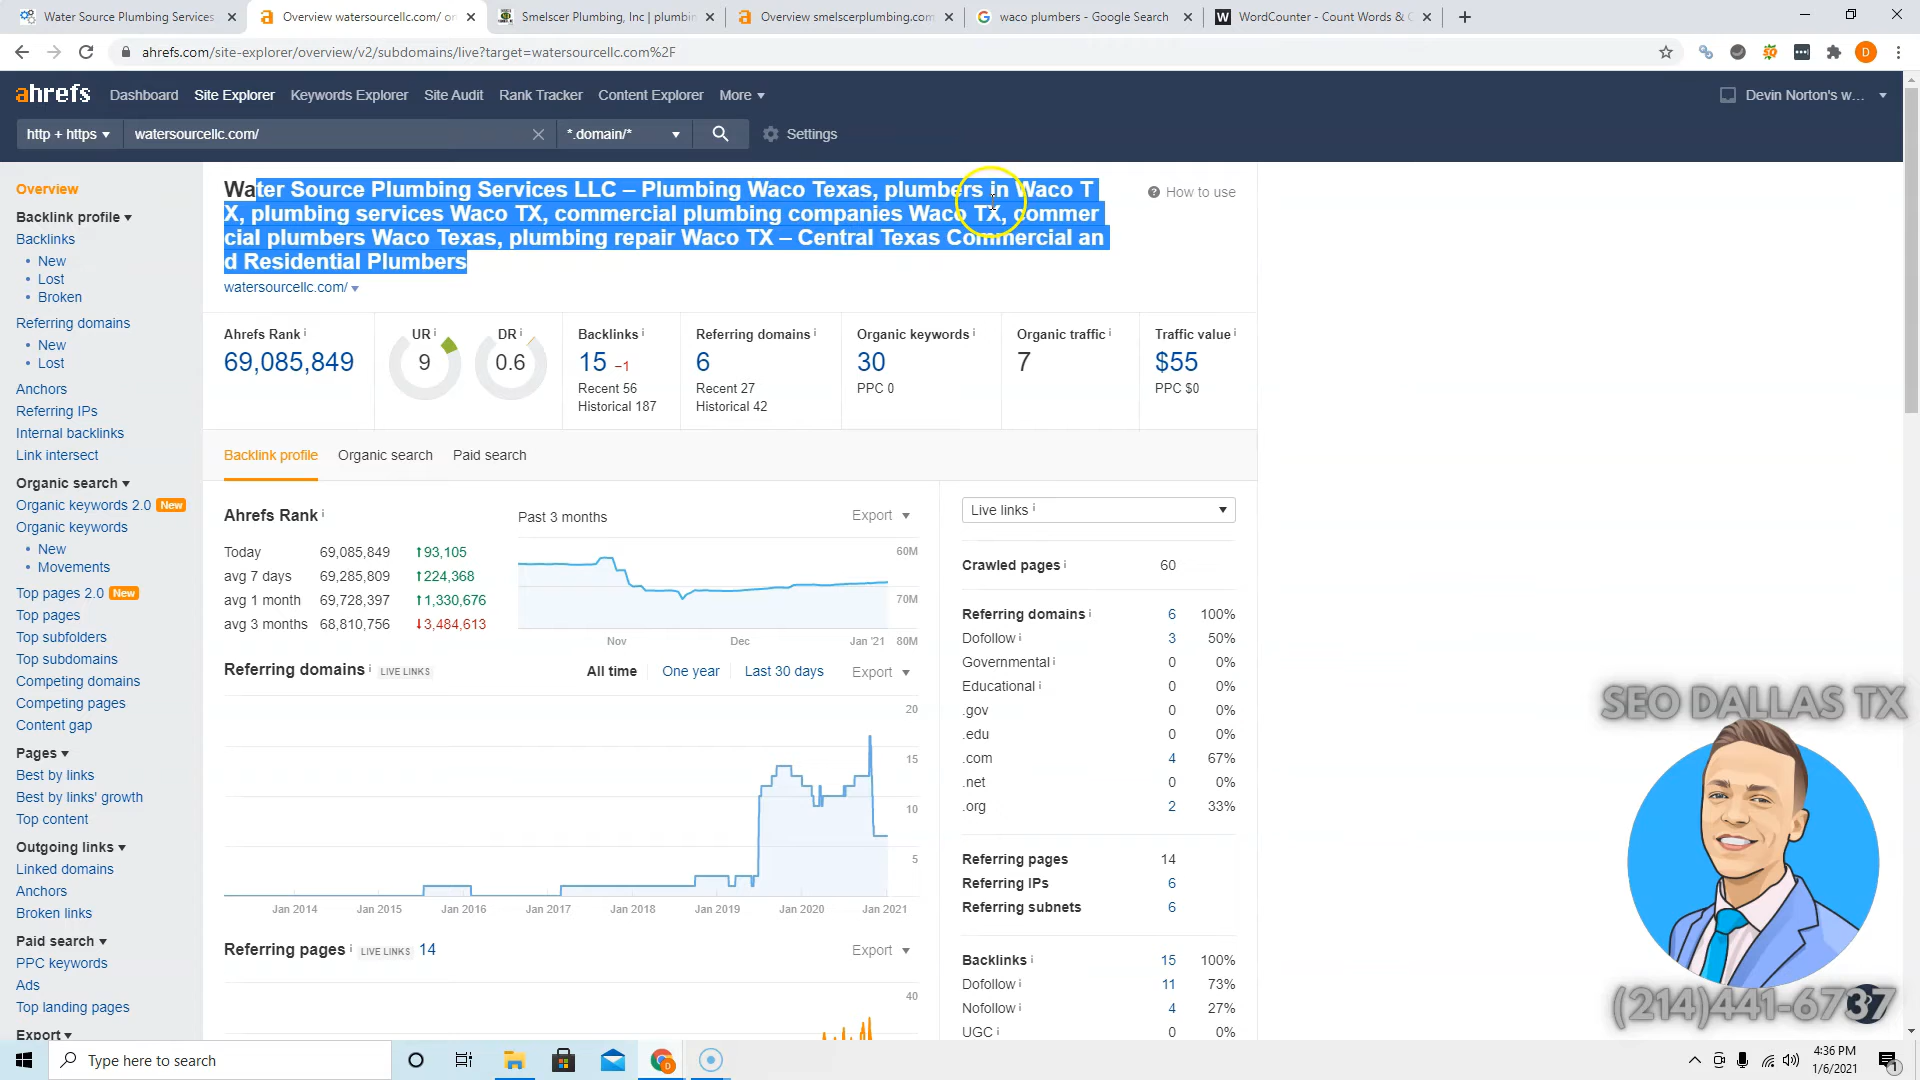 Water Source Plumbing Services
Overview watersourcellc.com/ on
Smelscer Plumbing, Inc | plumbin
Overview smelscerplumbing.com
waco plumbers - Google Search
WordCounter - Count Words & C
ahrefs.com/site-explorer/overview/v2/subdomains/live?target=watersourcellc.com%2F
D
ahrefs
Dashboard
Site Explorer
Keywords Explorer
Site Audit
Rank Tracker
Content Explorer
More
Devin Norton's w...
http + https
watersourcellc.com/
*.domain/*
Settings
Overview
Backlink profile
Backlinks
New
Lost
Broken
Referring domains
New
Lost
Anchors
Referring IPs
Internal backlinks
Link intersect
Organic search
Organic keywords 2.0 New
Organic keywords
New
Movements
Top pages 2.0 New
Top pages
Top subfolders
Top subdomains
Competing domains
Competing pages
Content gap
Pages
Best by links
Best by links' growth
Top content
Outgoing links
Linked domains
Anchors
Broken links
Paid search
PPC keywords
Ads
Top landing pages
Export
Water Source Plumbing Services LLC – Plumbing Waco Texas, plumbers in Waco T
X, plumbing services Waco TX, commercial plumbing companies Waco TX, commer
cial plumbers Waco Texas, plumbing repair Waco TX – Central Texas Commercial an
d Residential Plumbers
watersourcellc.com/
How to use
Ahrefs Rank
69,085,849
UR
9
DR
0.6
Backlinks
15 −1
Recent 56
Historical 187
Referring domains
6
Recent 27
Historical 42
Organic keywords
30
PPC 0
Organic traffic
7
Traffic value
$55
PPC $0
Backlink profile
Organic search
Paid search
Ahrefs Rank
Past 3 months
Export
Today 69,085,849 ↑93,105
avg 7 days 69,285,809 ↑224,368
avg 1 month 69,728,397 ↑1,330,676
avg 3 months 68,810,756 ↓3,484,613
60M
70M
80M
Nov Dec Jan '21
Referring domains LIVE LINKS
All time One year Last 30 days Export
20
15
10
5
Jan 2014 Jan 2015 Jan 2016 Jan 2017 Jan 2018 Jan 2019 Jan 2020 Jan 2021
Referring pages LIVE LINKS 14
Export
40
Live links
Crawled pages 60
Referring domains 6 100%
Dofollow 3 50%
Governmental 0 0%
Educational 0 0%
.gov 0 0%
.edu 0 0%
.com 4 67%
.net 0 0%
.org 2 33%
Referring pages 14
Referring IPs 6
Referring subnets 6
Backlinks 15 100%
Dofollow 11 73%
Nofollow 4 27%
UGC 0 0%
SEO DALLAS TX
(214)441-6737
Type here to search
4:36 PM
1/6/2021
1